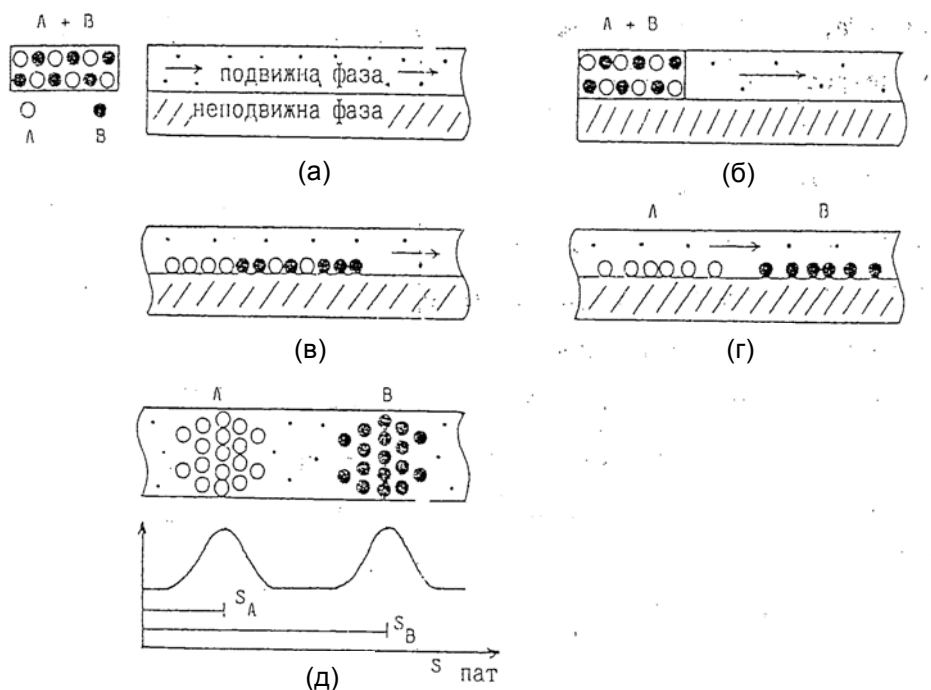 A + B
A B
подвижна фаза
неподвижна фаза
(а)
A + B
(б)
(в)
A B
(г)
A B
S A
S B
S пат
(д)